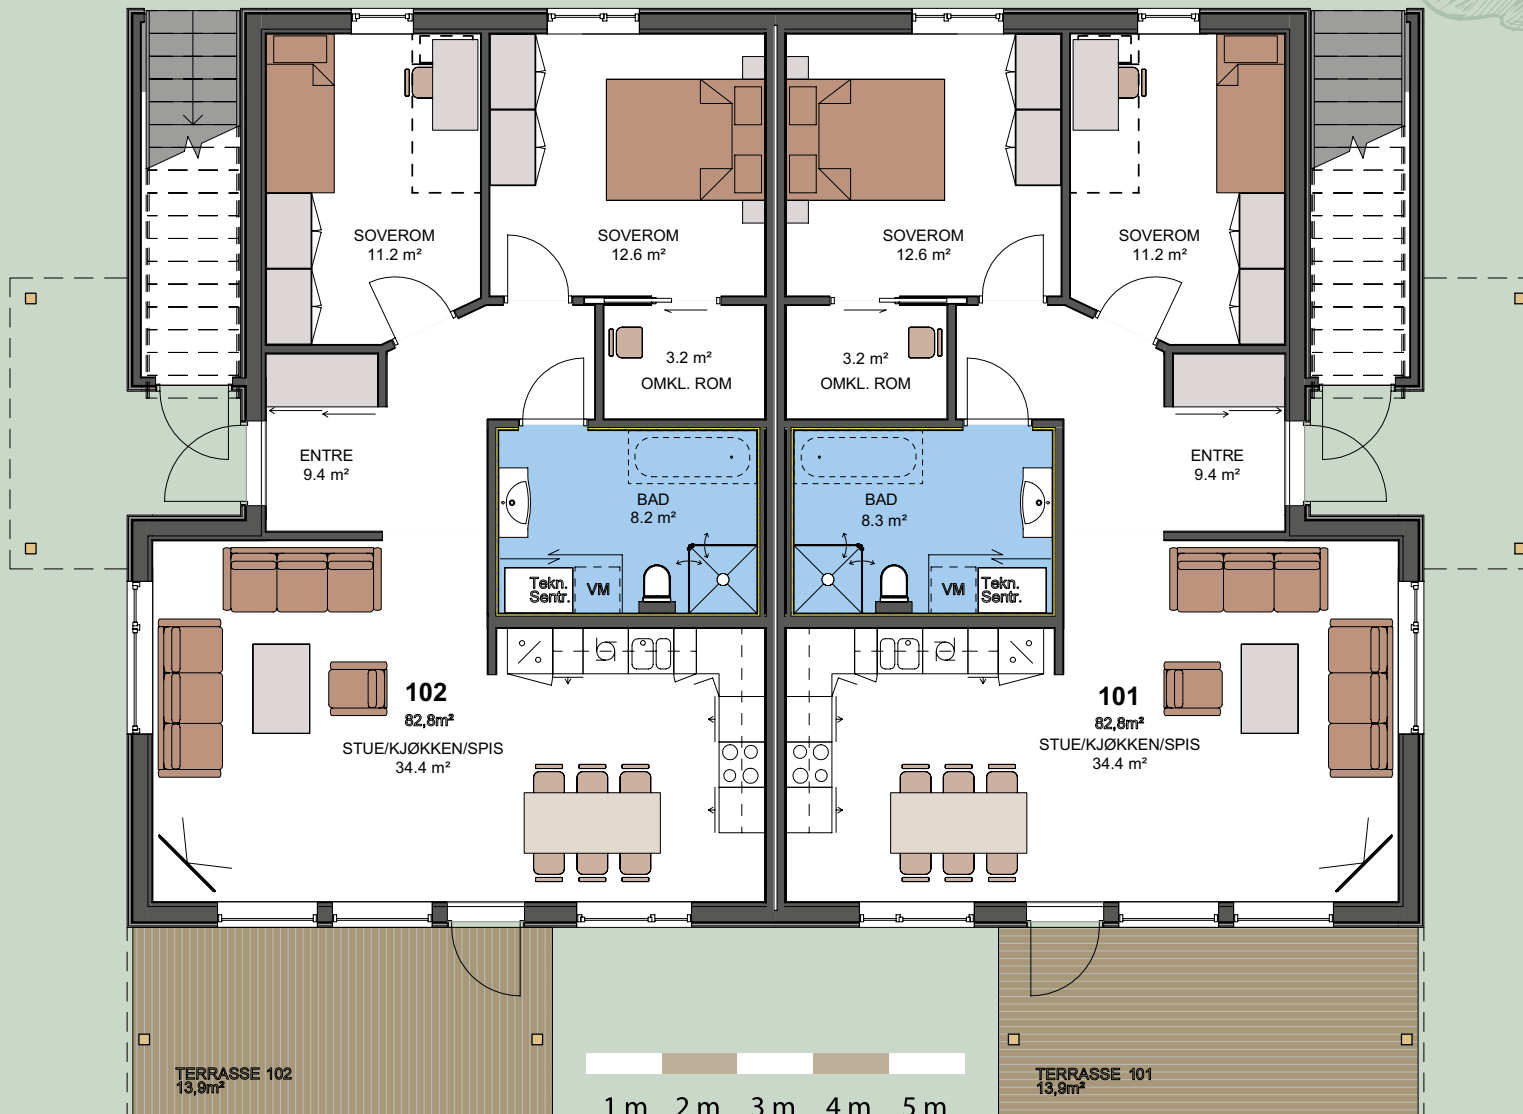 SOVEROM
11.2 m²
SOVEROM
12.6 m²
SOVEROM
12.6 m²
SOVEROM
11.2 m²
3.2 m²
OMKL. ROM
3.2 m²
OMKL. ROM
ENTRE
9.4 m²
BAD
8.2 m²
BAD
8.3 m²
ENTRE
9.4 m²
Tekn.
Sentr.
VM
VM
Tekn.
Sentr.
102
82,8m²
STUE/KJØKKEN/SPIS
34.4 m²
101
82,8m²
STUE/KJØKKEN/SPIS
34.4 m²
TERRASSE 102
13,9m²
TERRASSE 101
13,9m²
1 m 2 m 3 m 4 m 5 m